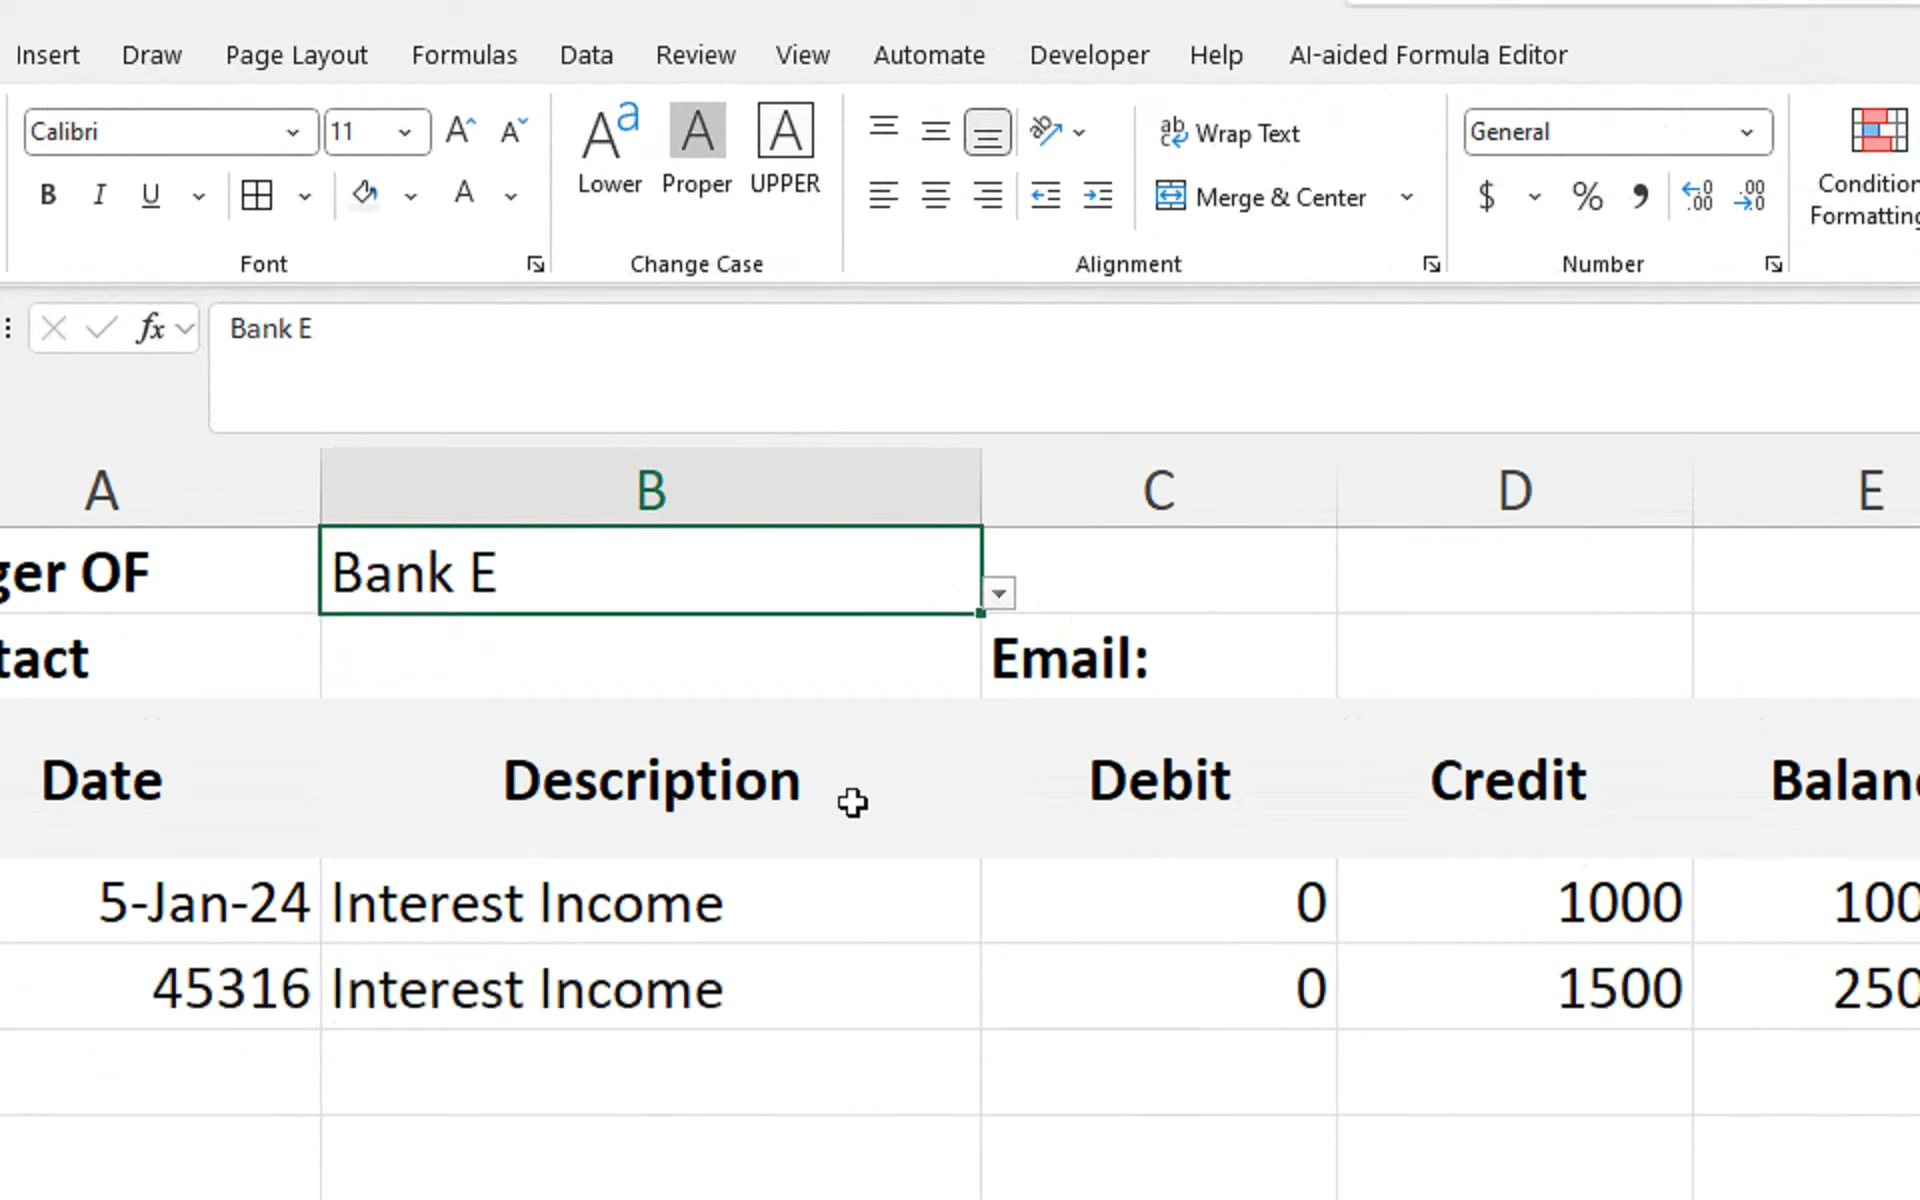 Insert Draw Page Layout Formulas Data Review View Automate Developer Help AI-aided Formula Editor
Calibri 11 Wrap Text General
Lower Proper UPPER Condition
B I U A Merge & Center $ % Formatting
Font Change Case Alignment Number
fx Bank E
A B C D E
ger OF Bank E
tact Email:
Date Description Debit Credit Balan
5-Jan-24 Interest Income 0 1000 100
45316 Interest Income 0 1500 250